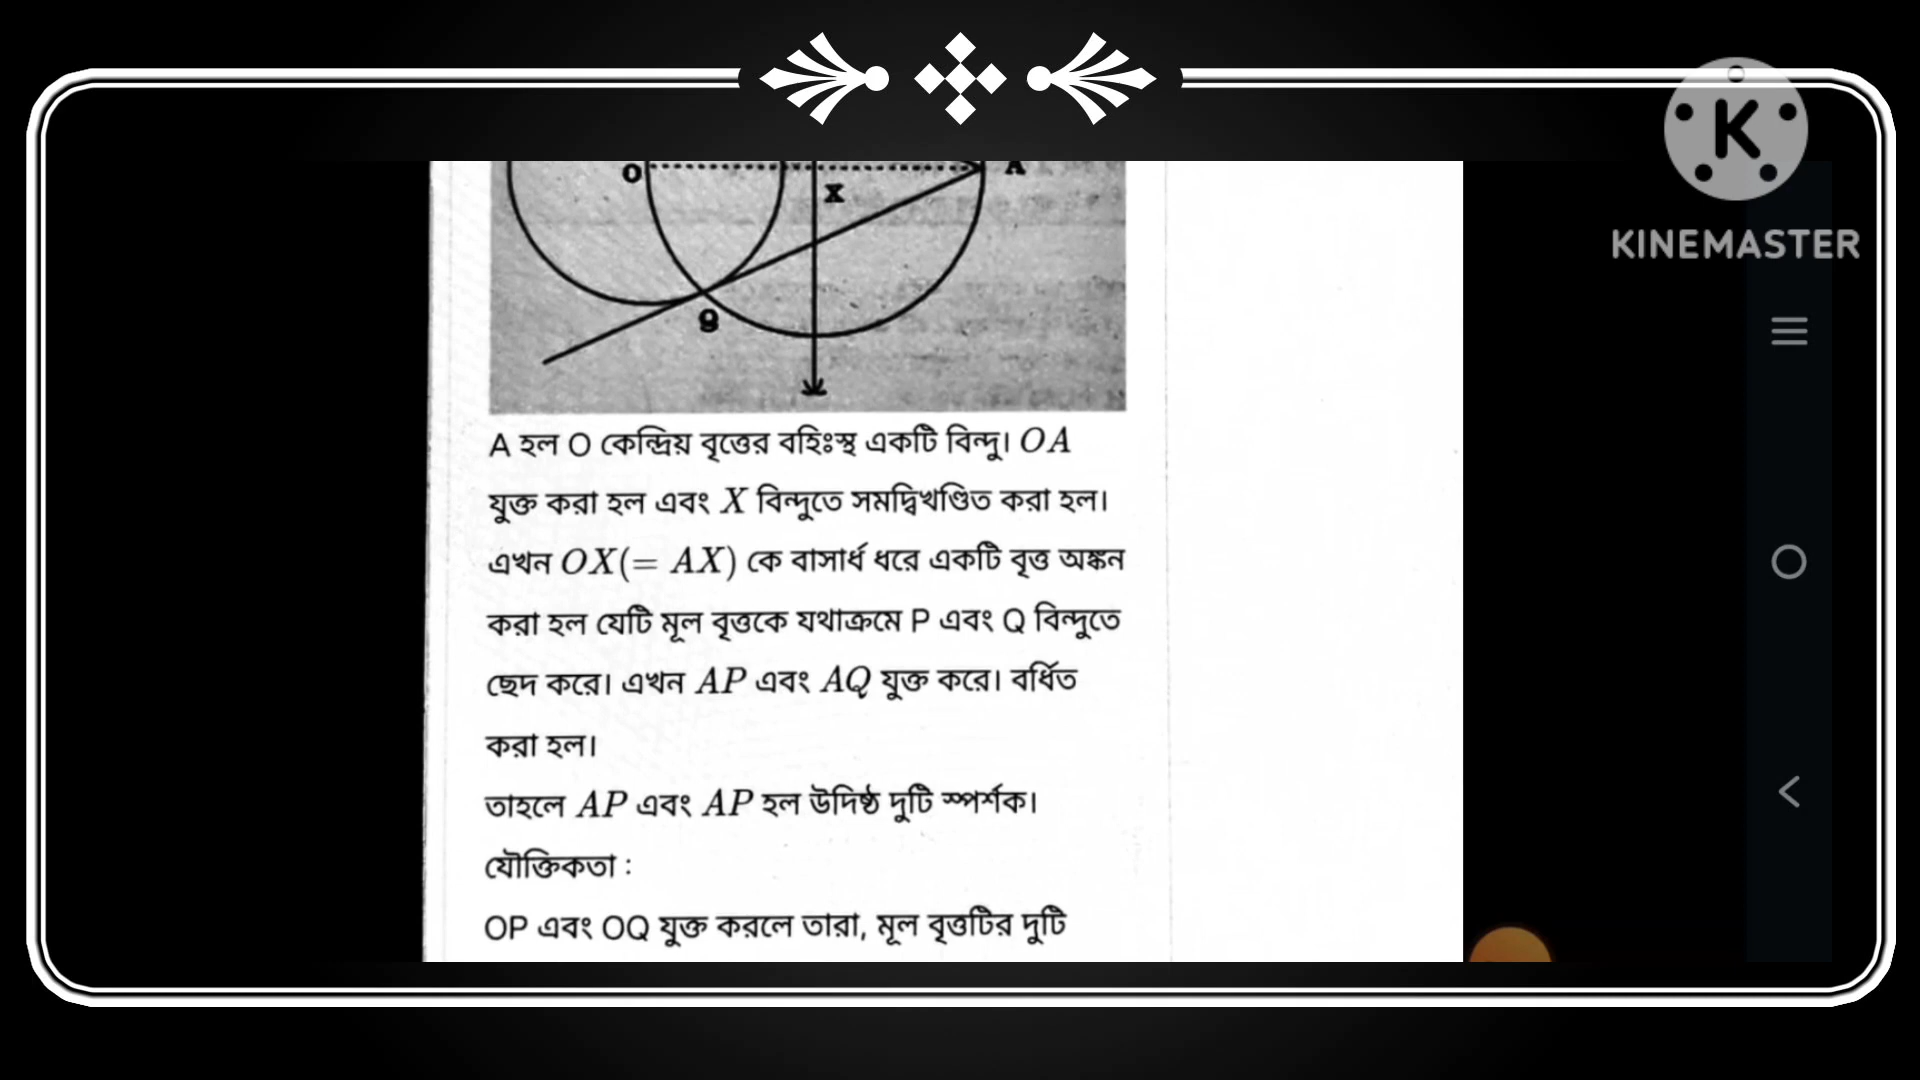 O
A
X
Q
A হল O কেন্দ্রিয় বৃত্তের বহিঃস্থ একটি বিন্দু। OA
যুক্ত করা হল এবং X বিন্দুতে সমদ্বিখণ্ডিত করা হল।
এখন OX(= AX) কে বাসার্ধ ধরে একটি বৃত্ত অঙ্কন
করা হল যেটি মূল বৃত্তকে যথাক্রমে P এবং Q বিন্দুতে
ছেদ করে। এখন AP এবং AQ যুক্ত করে। বর্ধিত
করা হল।
তাহলে AP এবং AP হল উদিষ্ঠ দুটি স্পর্শক।
যৌক্তিকতা :
OP এবং OQ যুক্ত করলে তারা, মূল বৃত্তটির দুটি
K
KINEMASTER